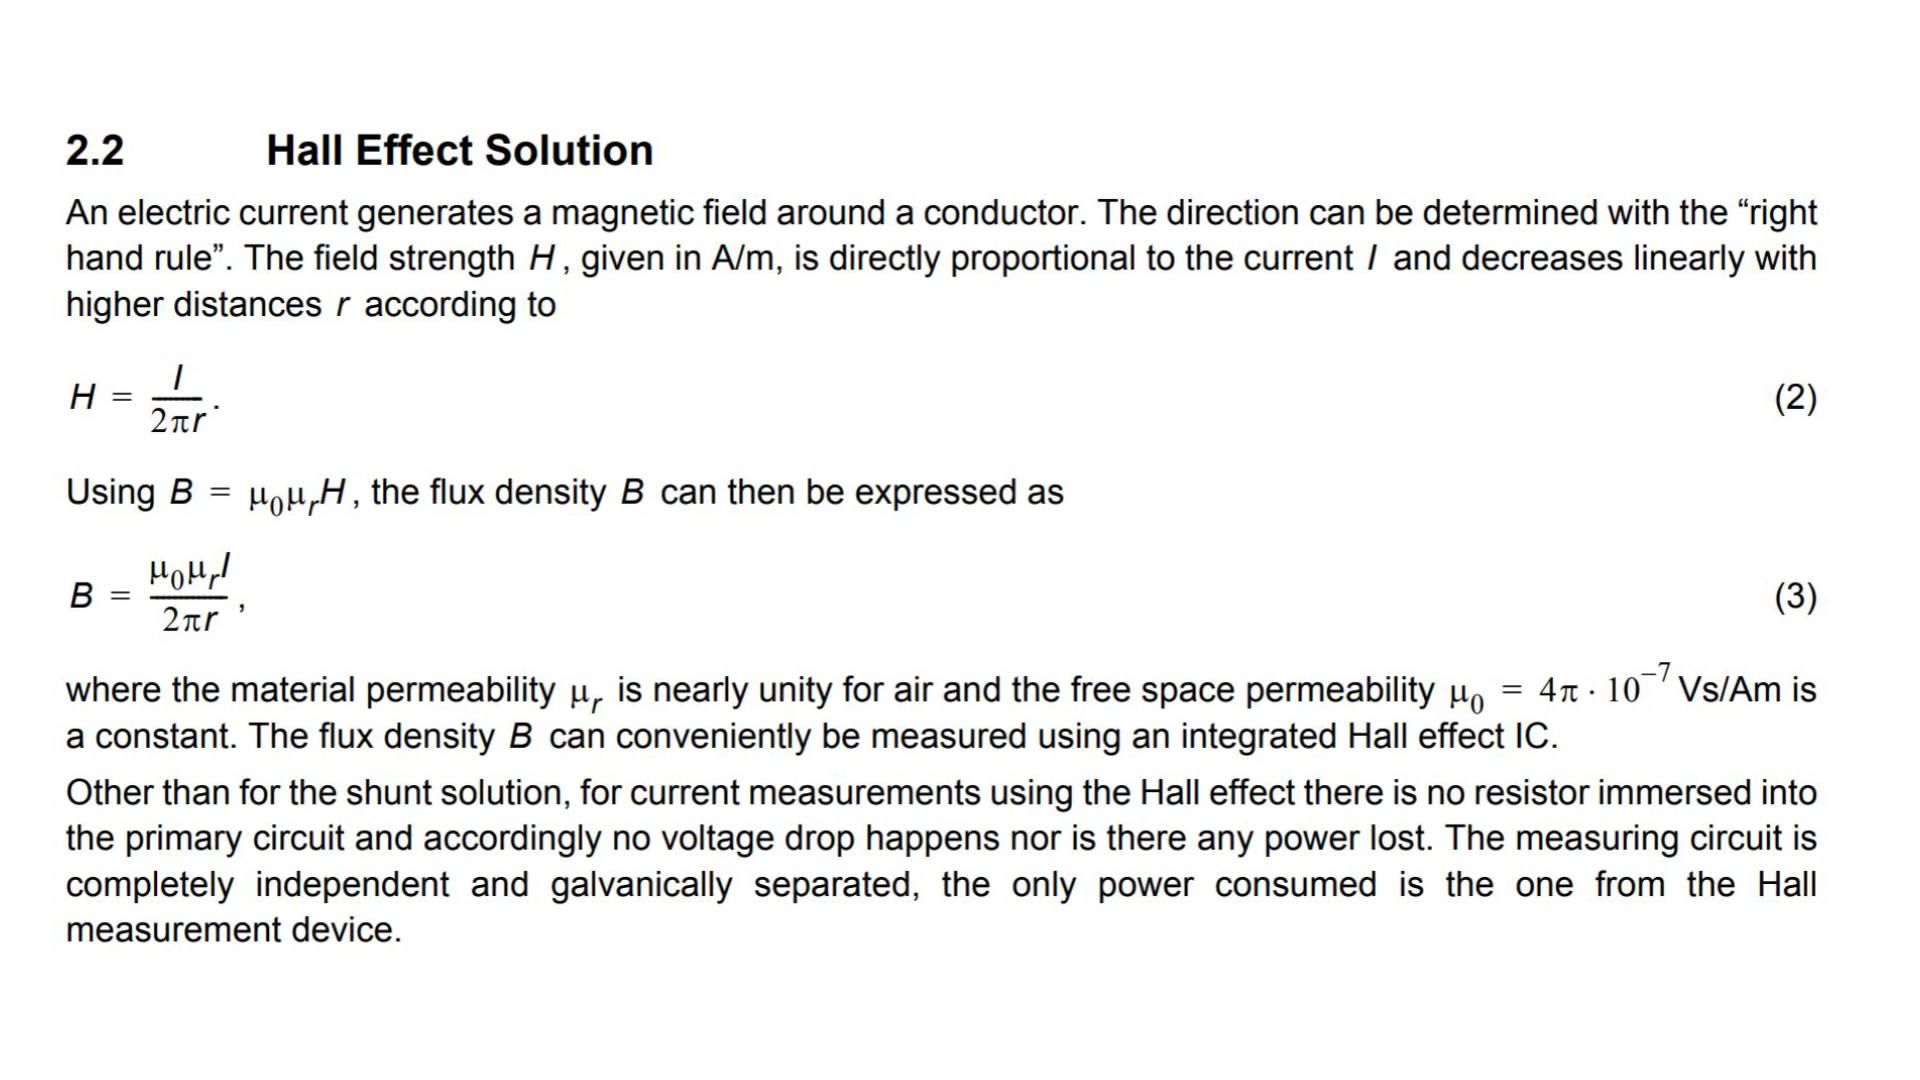 2.2 Hall Effect Solution
An electric current generates a magnetic field around a conductor. The direction can be determined with the “right
hand rule”. The field strength H, given in A/m, is directly proportional to the current I and decreases linearly with
higher distances r according to
H = I / 2πr. (2)
Using B = μ₀μᵣH, the flux density B can then be expressed as
B = μ₀μᵣI / 2πr, (3)
where the material permeability μᵣ is nearly unity for air and the free space permeability μ₀ = 4π · 10⁻⁷ Vs/Am is
a constant. The flux density B can conveniently be measured using an integrated Hall effect IC.
Other than for the shunt solution, for current measurements using the Hall effect there is no resistor immersed into
the primary circuit and accordingly no voltage drop happens nor is there any power lost. The measuring circuit is
completely independent and galvanically separated, the only power consumed is the one from the Hall
measurement device.